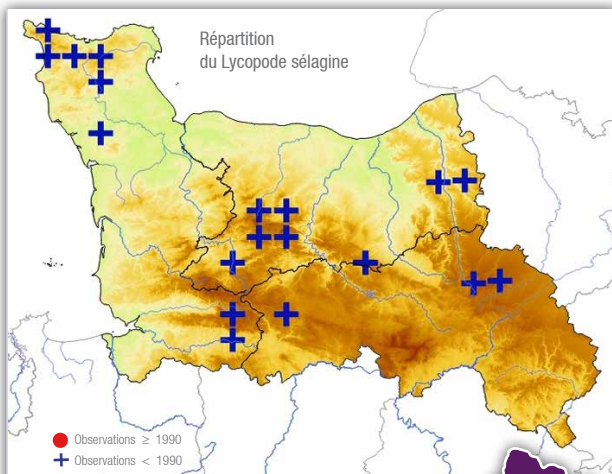 Répartition
du Lycopode sélagine
Observations ≥ 1990
Observations < 1990